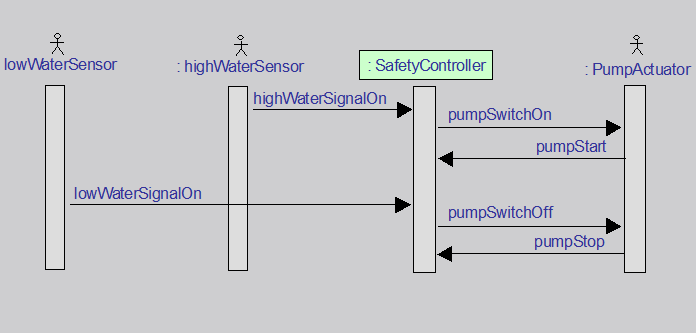 lowWaterSensor
: highWaterSensor
: SafetyController
: PumpActuator
highWaterSignalOn
pumpSwitchOn
pumpStart
lowWaterSignalOn
pumpSwitchOff
pumpStop